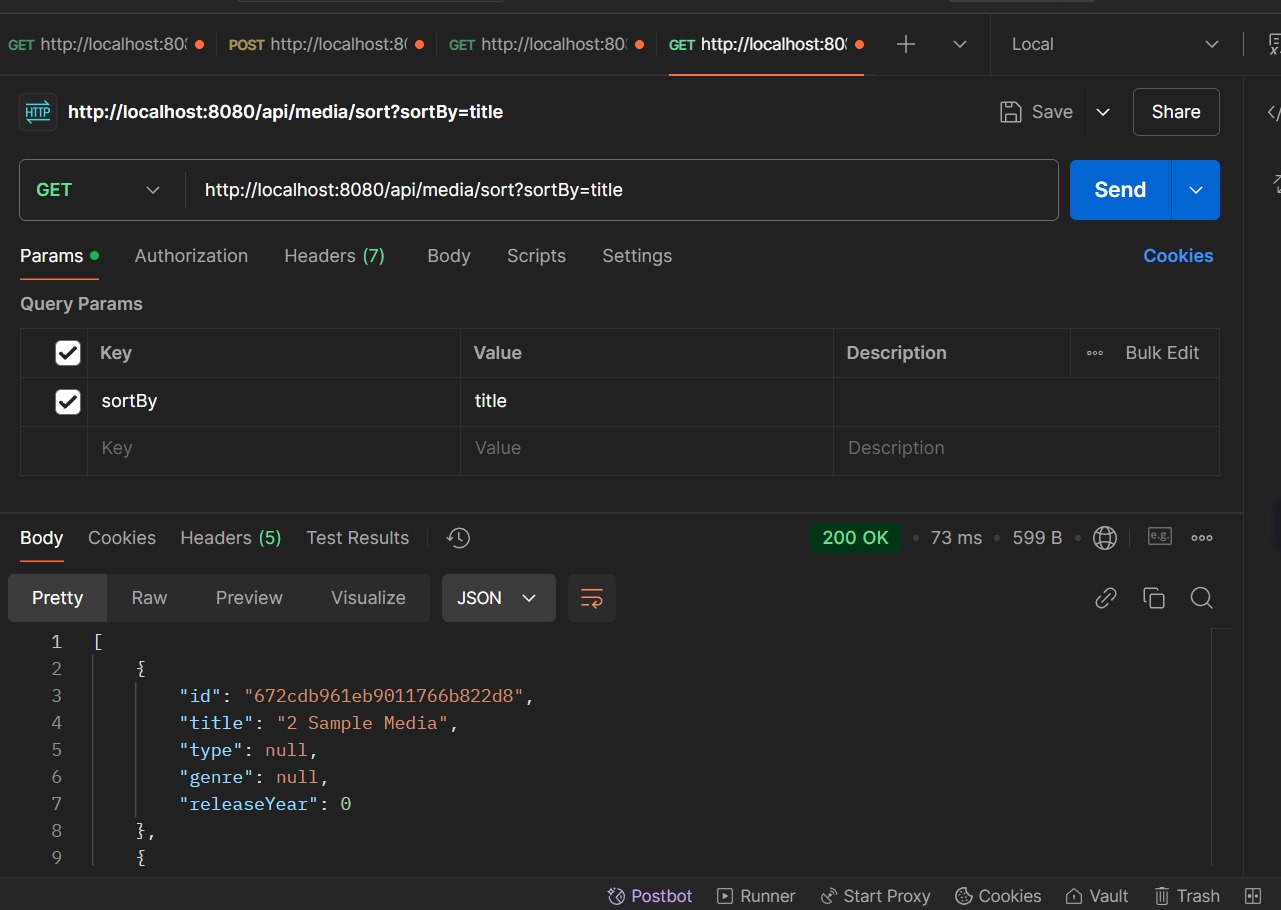 GET http://localhost:80 POST http://localhost:8( GET http://localhost:80 GET http://localhost:80 Local
HTTP http://localhost:8080/api/media/sort?sortBy=title Save Share
GET http://localhost:8080/api/media/sort?sortBy=title Send
Params Authorization Headers (7) Body Scripts Settings Cookies
Query Params
Key Value Description Bulk Edit
sortBy title
Key Value Description
Body Cookies Headers (5) Test Results 200 OK 73 ms 599 B e.g.
Pretty Raw Preview Visualize JSON
1 [
2 {
3 "id": "672cdb961eb9011766b822d8",
4 "title": "2 Sample Media",
5 "type": null,
6 "genre": null,
7 "releaseYear": 0
8 },
9 {
Postbot Runner Start Proxy Cookies Vault Trash